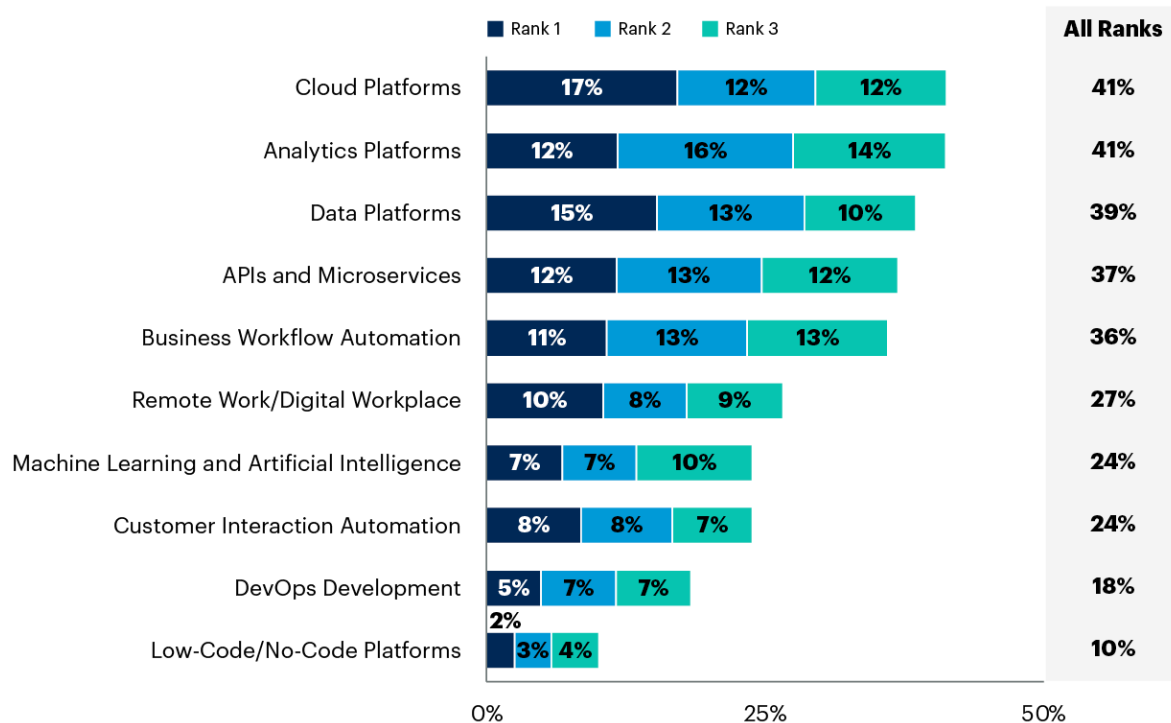 Rank 1 Rank 2 Rank 3 All Ranks
Cloud Platforms 17% 12% 12% 41%
Analytics Platforms 12% 16% 14% 41%
Data Platforms 15% 13% 10% 39%
APIs and Microservices 12% 13% 12% 37%
Business Workflow Automation 11% 13% 13% 36%
Remote Work/Digital Workplace 10% 8% 9% 27%
Machine Learning and Artificial Intelligence 7% 7% 10% 24%
Customer Interaction Automation 8% 8% 7% 24%
DevOps Development 5% 7% 7% 18%
2%
Low-Code/No-Code Platforms 3% 4% 10%
0% 25% 50%